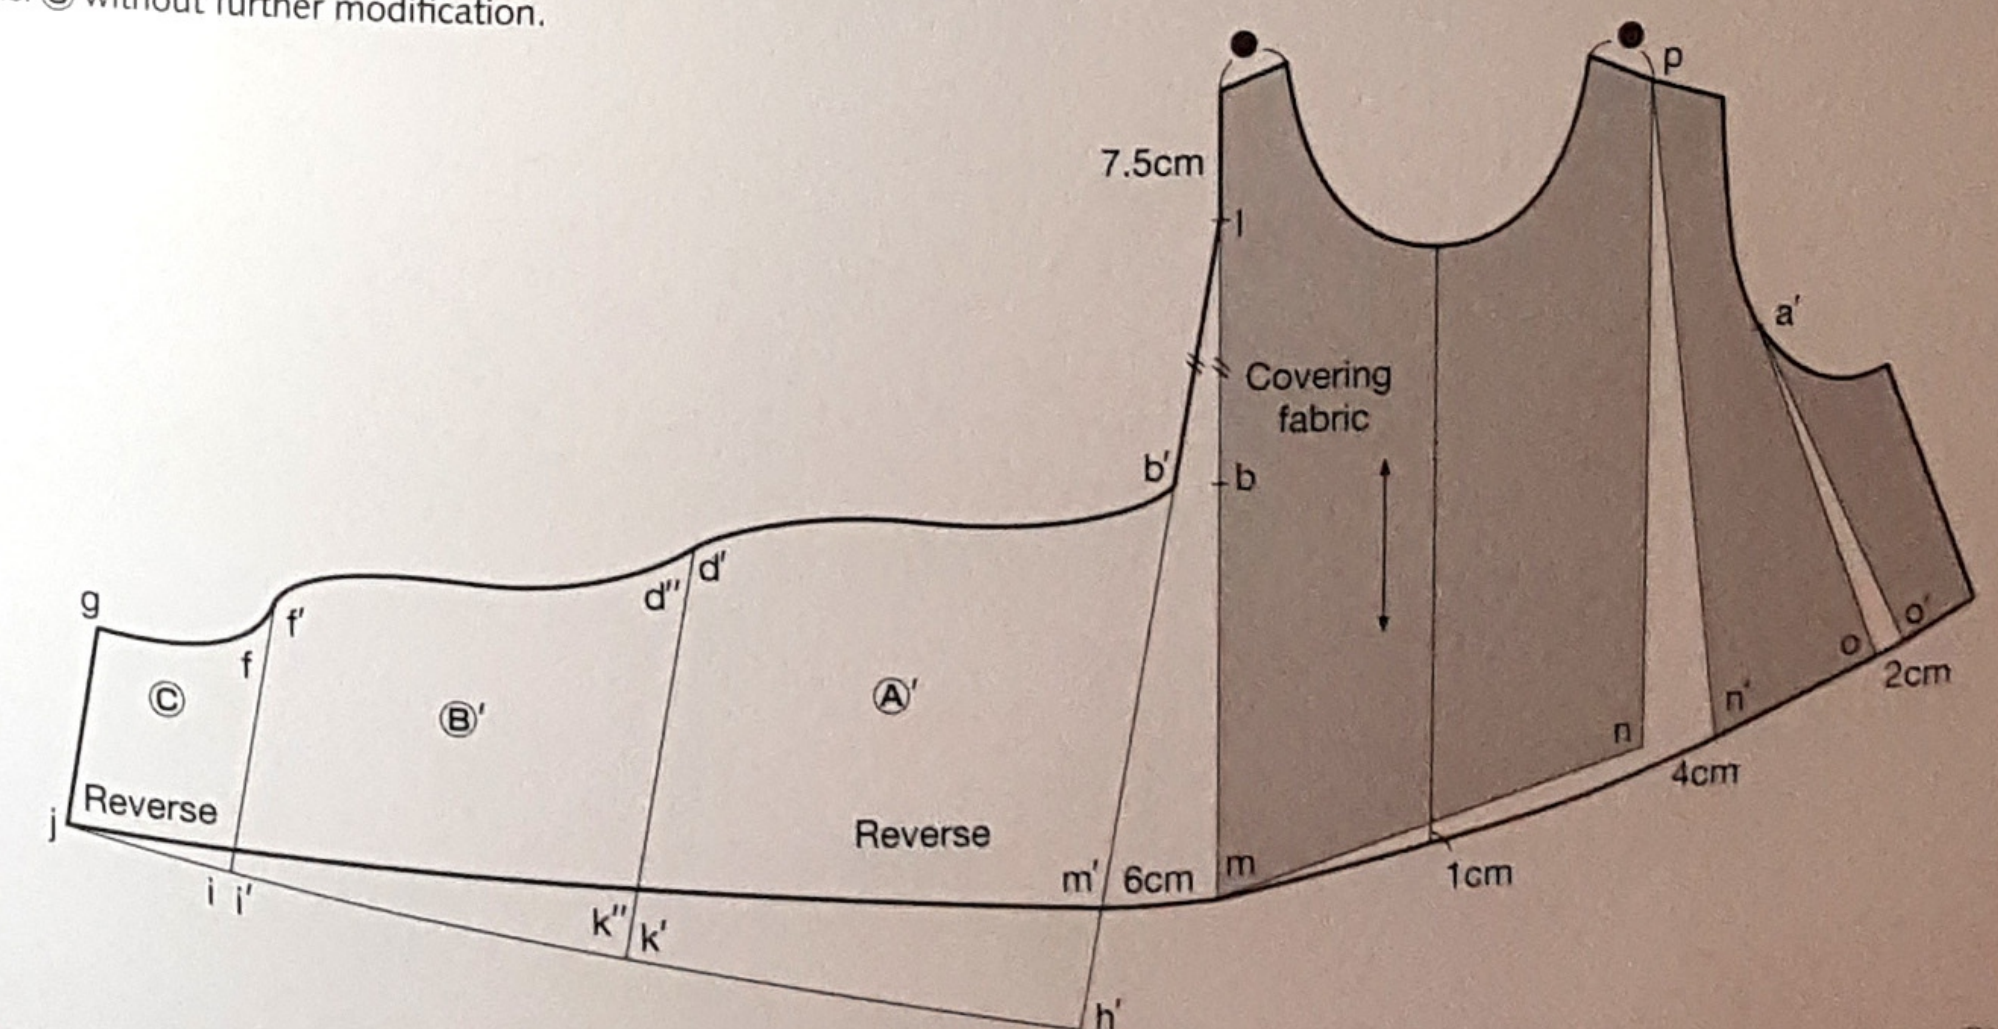 without further modification.
p
7.5cm
l
a'
Covering
fabric
b'
b
d'
d"
g
f'
f
Ⓒ
Ⓑ'
Ⓐ'
o'
o
2cm
n'
n
4cm
Reverse
Reverse
j
m'
6cm
m
1cm
i
i'
k"
k'
h'